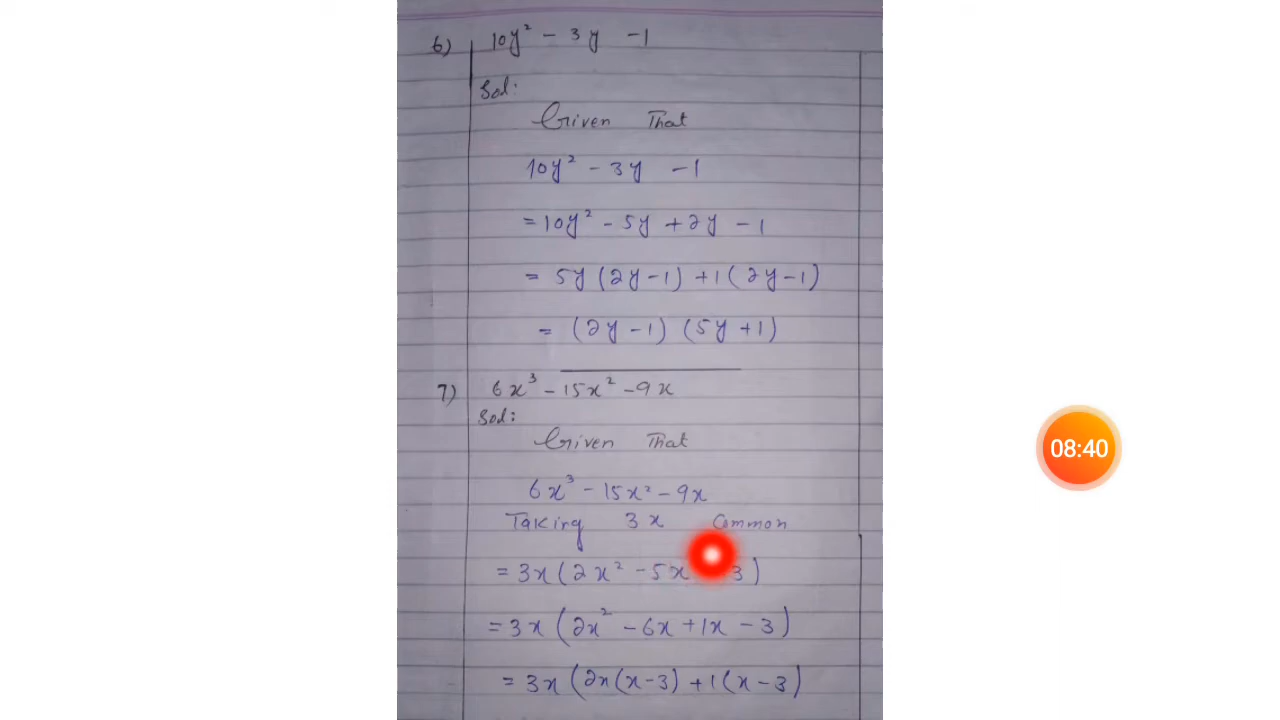 6) 10y² - 3y - 1
Sol:
Given That
10y² - 3y - 1
= 10y² - 5y + 2y - 1
= 5y (2y - 1) + 1 (2y - 1)
= (2y - 1) (5y + 1)
7) 6x³ - 15x² - 9x
Sol:
Given That
6x³ - 15x² - 9x
08:40
Taking 3x Common
= 3x (2x² - 5x 3)
= 3x (2x² - 6x + 1x - 3)
= 3x (2x (x - 3) + 1 (x - 3)